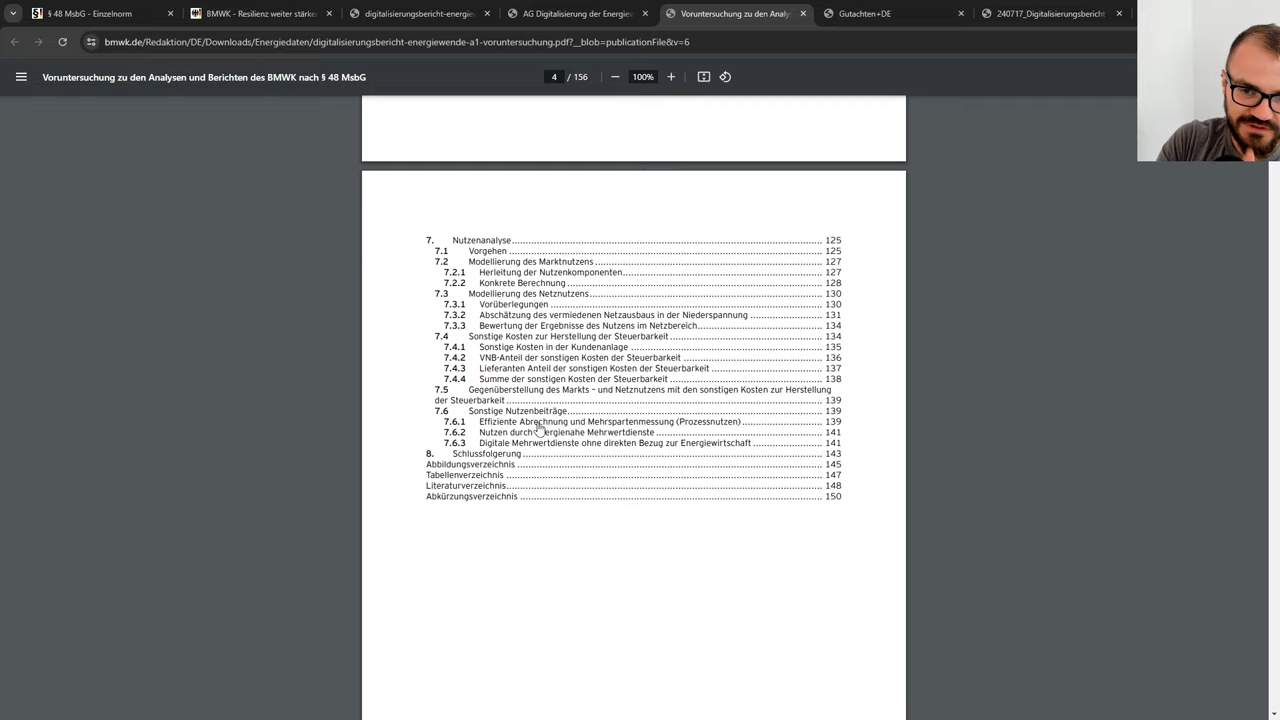 § 48 MsbG - Einzelnorm
BMWK - Resilienz weiter stärke
digitalisierungsbericht-energie
AG Digitalisierung der Energie
Voruntersuchung zu den Analy
Gutachten+DE
240717_Digitalisierungsbericht
bmwk.de/Redaktion/DE/Downloads/Energiedaten/digitalisierungsbericht-energiewende-a1-voruntersuchung.pdf?__blob=publicationFile&v=6
Voruntersuchung zu den Analysen und Berichten des BMWK nach § 48 MsbG
4 / 156
100%
7. Nutzenanalyse 125
7.1 Vorgehen 125
7.2 Modellierung des Marktnutzens 127
7.2.1 Herleitung der Nutzenkomponenten 127
7.2.2 Konkrete Berechnung 128
7.3 Modellierung des Netznutzens 130
7.3.1 Vorüberlegungen 130
7.3.2 Abschätzung des vermiedenen Netzausbaus in der Niederspannung 131
7.3.3 Bewertung der Ergebnisse des Nutzens im Netzbereich 134
7.4 Sonstige Kosten zur Herstellung der Steuerbarkeit 134
7.4.1 Sonstige Kosten in der Kundenanlage 135
7.4.2 VNB-Anteil der sonstigen Kosten der Steuerbarkeit 136
7.4.3 Lieferanten Anteil der sonstigen Kosten der Steuerbarkeit 137
7.4.4 Summe der sonstigen Kosten der Steuerbarkeit 138
7.5 Gegenüberstellung des Markts – und Netznutzens mit den sonstigen Kosten zur Herstellung
der Steuerbarkeit 139
7.6 Sonstige Nutzenbeiträge 139
7.6.1 Effiziente Abrechnung und Mehrspartenmessung (Prozessnutzen) 139
7.6.2 Nutzen durch energienahe Mehrwertdienste 141
7.6.3 Digitale Mehrwertdienste ohne direkten Bezug zur Energiewirtschaft 141
8. Schlussfolgerung 143
Abbildungsverzeichnis 145
Tabellenverzeichnis 147
Literaturverzeichnis 148
Abkürzungsverzeichnis 150